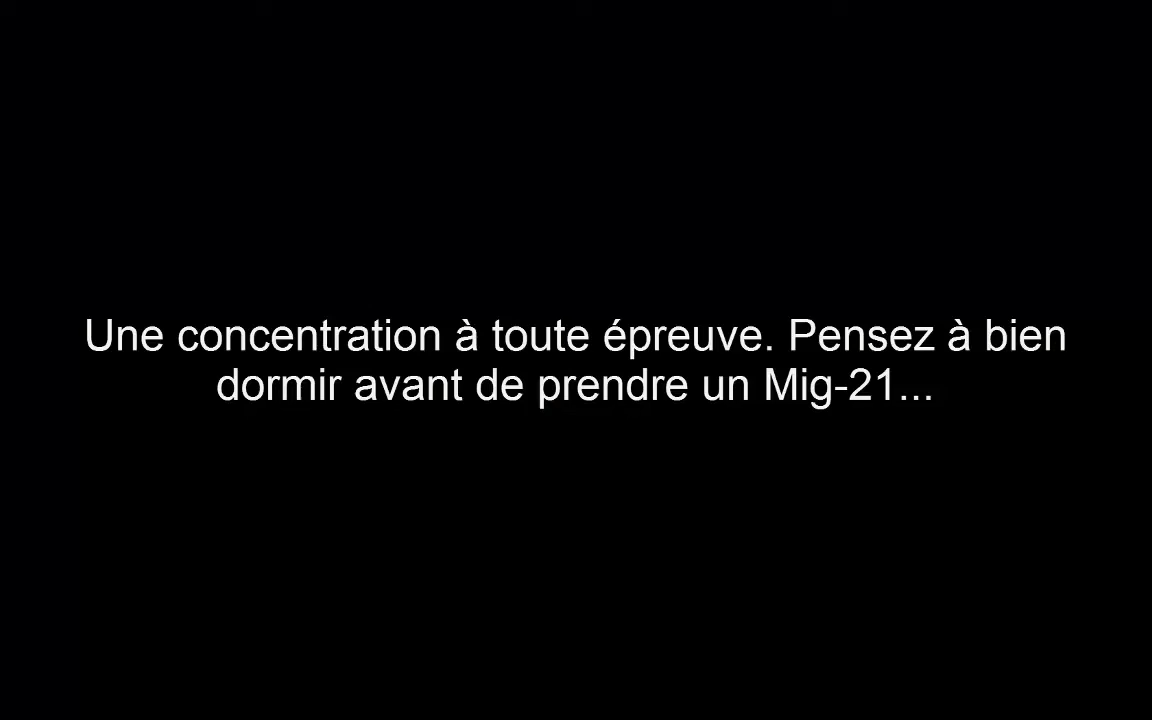 Une concentration à toute épreuve. Pensez à bien
dormir avant de prendre un Mig-21...